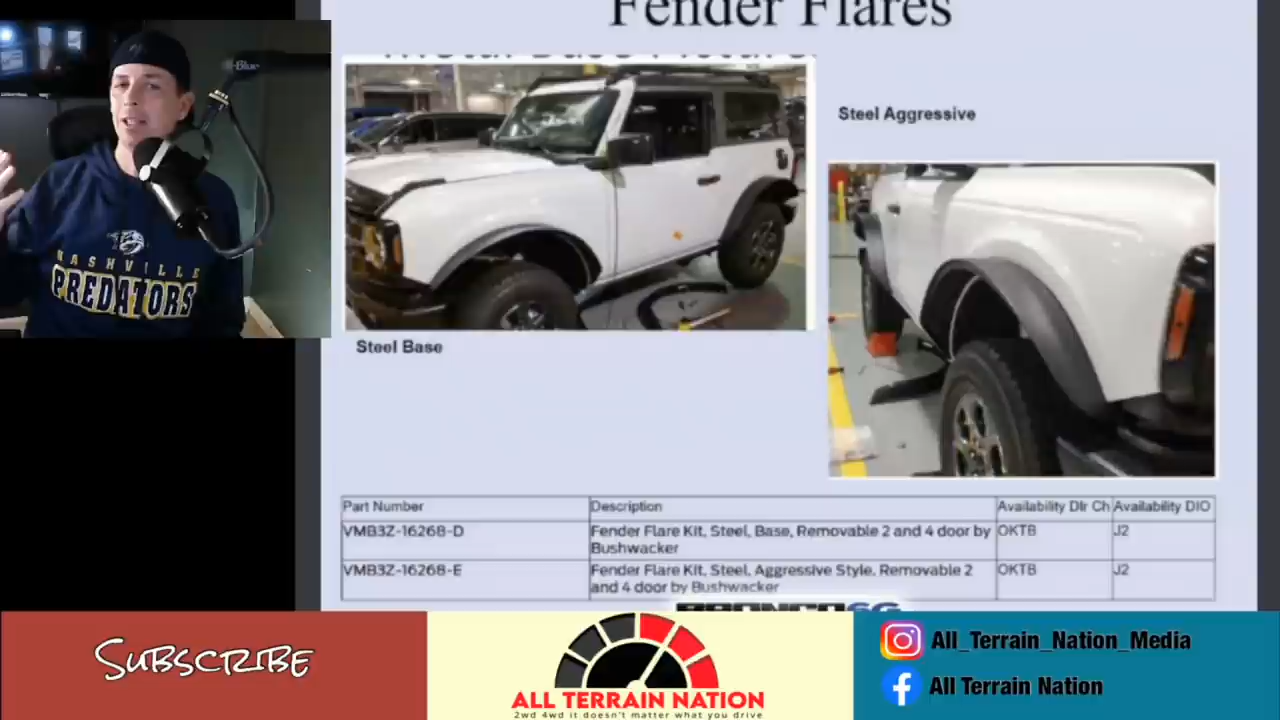 Fender Flares
Blue
NASHVILLE
PREDATORS
Steel Aggressive
Steel Base
Part Number Description Availability Dlr Ch Availability DIO
VMB3Z-16268-D Fender Flare Kit, Steel, Base, Removable 2 and 4 door by OKTB J2
Bushwacker
VMB3Z-16268-E Fender Flare Kit, Steel, Aggressive Style, Removable 2 OKTB J2
and 4 door by Bushwacker
SUBSCRIBE
ALL TERRAIN NATION
2wd 4wd it doesn't matter what you drive
All_Terrain_Nation_Media
All Terrain Nation